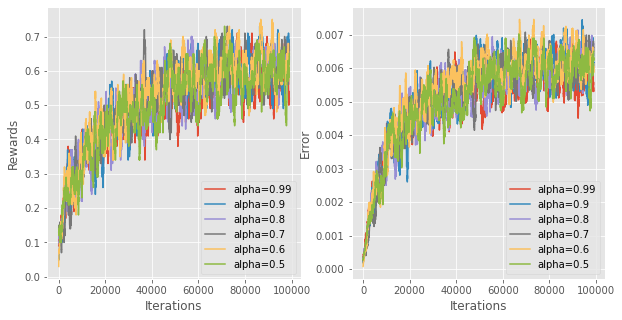 Rewards
0.7
0.6
0.5
0.4
0.3
0.2
0.1
0.0
0 20000 40000 60000 80000 100000
Iterations
alpha=0.99
alpha=0.9
alpha=0.8
alpha=0.7
alpha=0.6
alpha=0.5
Error
0.007
0.006
0.005
0.004
0.003
0.002
0.001
0.000
0 20000 40000 60000 80000 100000
Iterations
alpha=0.99
alpha=0.9
alpha=0.8
alpha=0.7
alpha=0.6
alpha=0.5